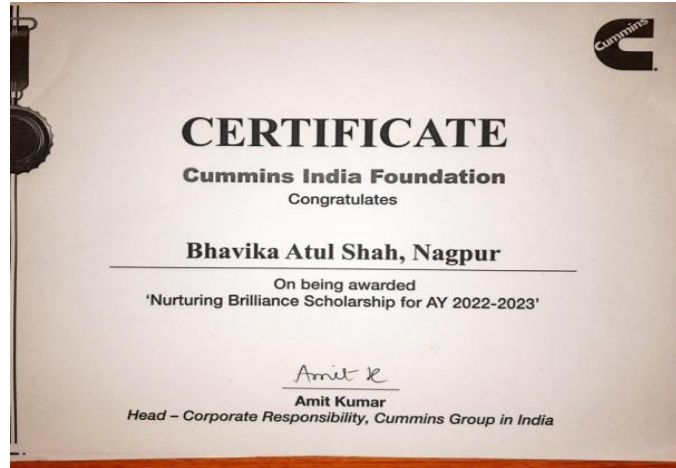 Cummins
CERTIFICATE
Cummins India Foundation
Congratulates
Bhavika Atul Shah, Nagpur
On being awarded
'Nurturing Brilliance Scholarship for AY 2022-2023'
Amit K
Amit Kumar
Head – Corporate Responsibility, Cummins Group in India